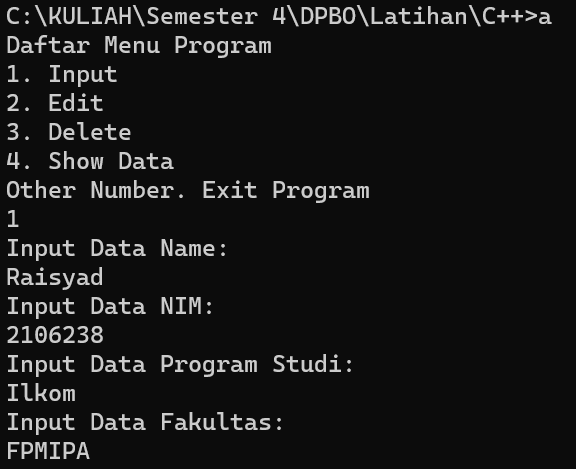 C:\KULIAH\Semester 4\DPBO\Latihan\C++>a
Daftar Menu Program
1. Input
2. Edit
3. Delete
4. Show Data
Other Number. Exit Program
1
Input Data Name:
Raisyad
Input Data NIM:
2106238
Input Data Program Studi:
Ilkom
Input Data Fakultas:
FPMIPA